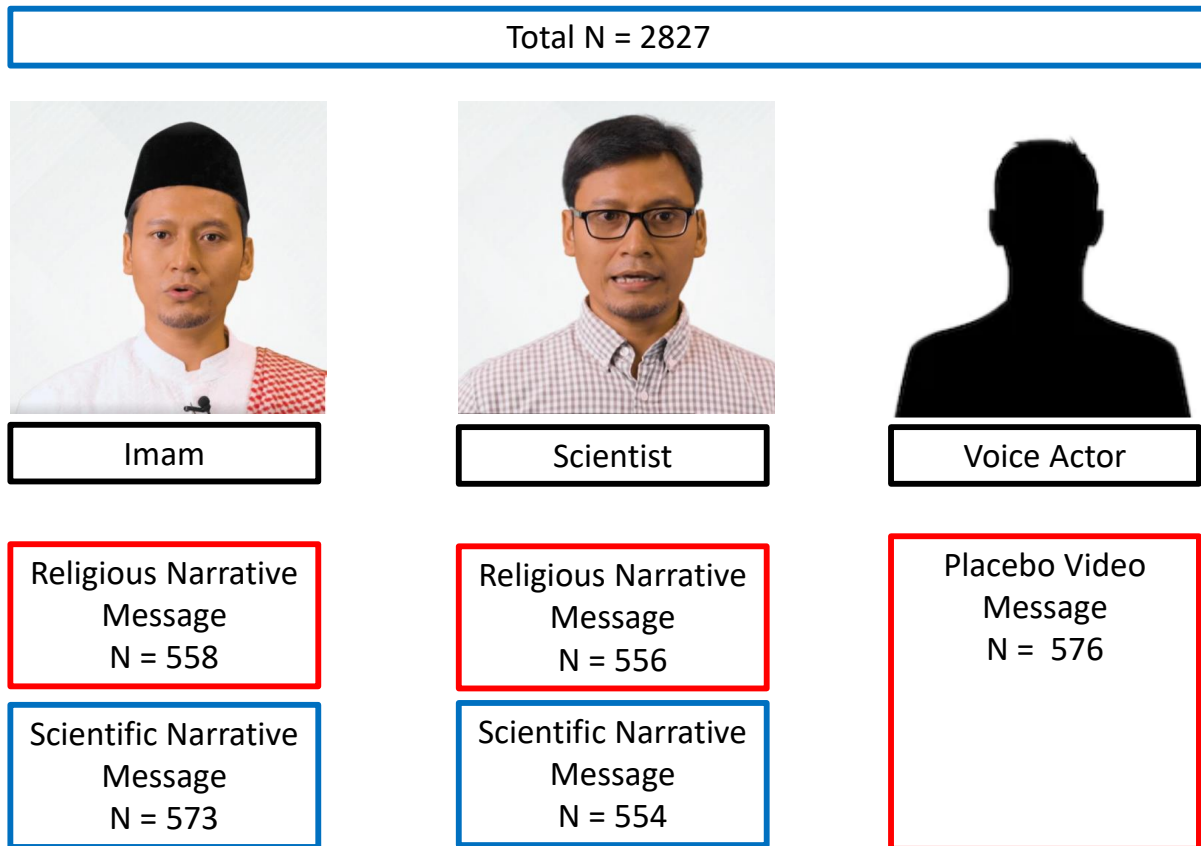 Total N = 2827
Imam
Scientist
Voice Actor
Religious Narrative
Message
N = 558
Religious Narrative
Message
N = 556
Placebo Video
Message
N = 576
Scientific Narrative
Message
N = 573
Scientific Narrative
Message
N = 554